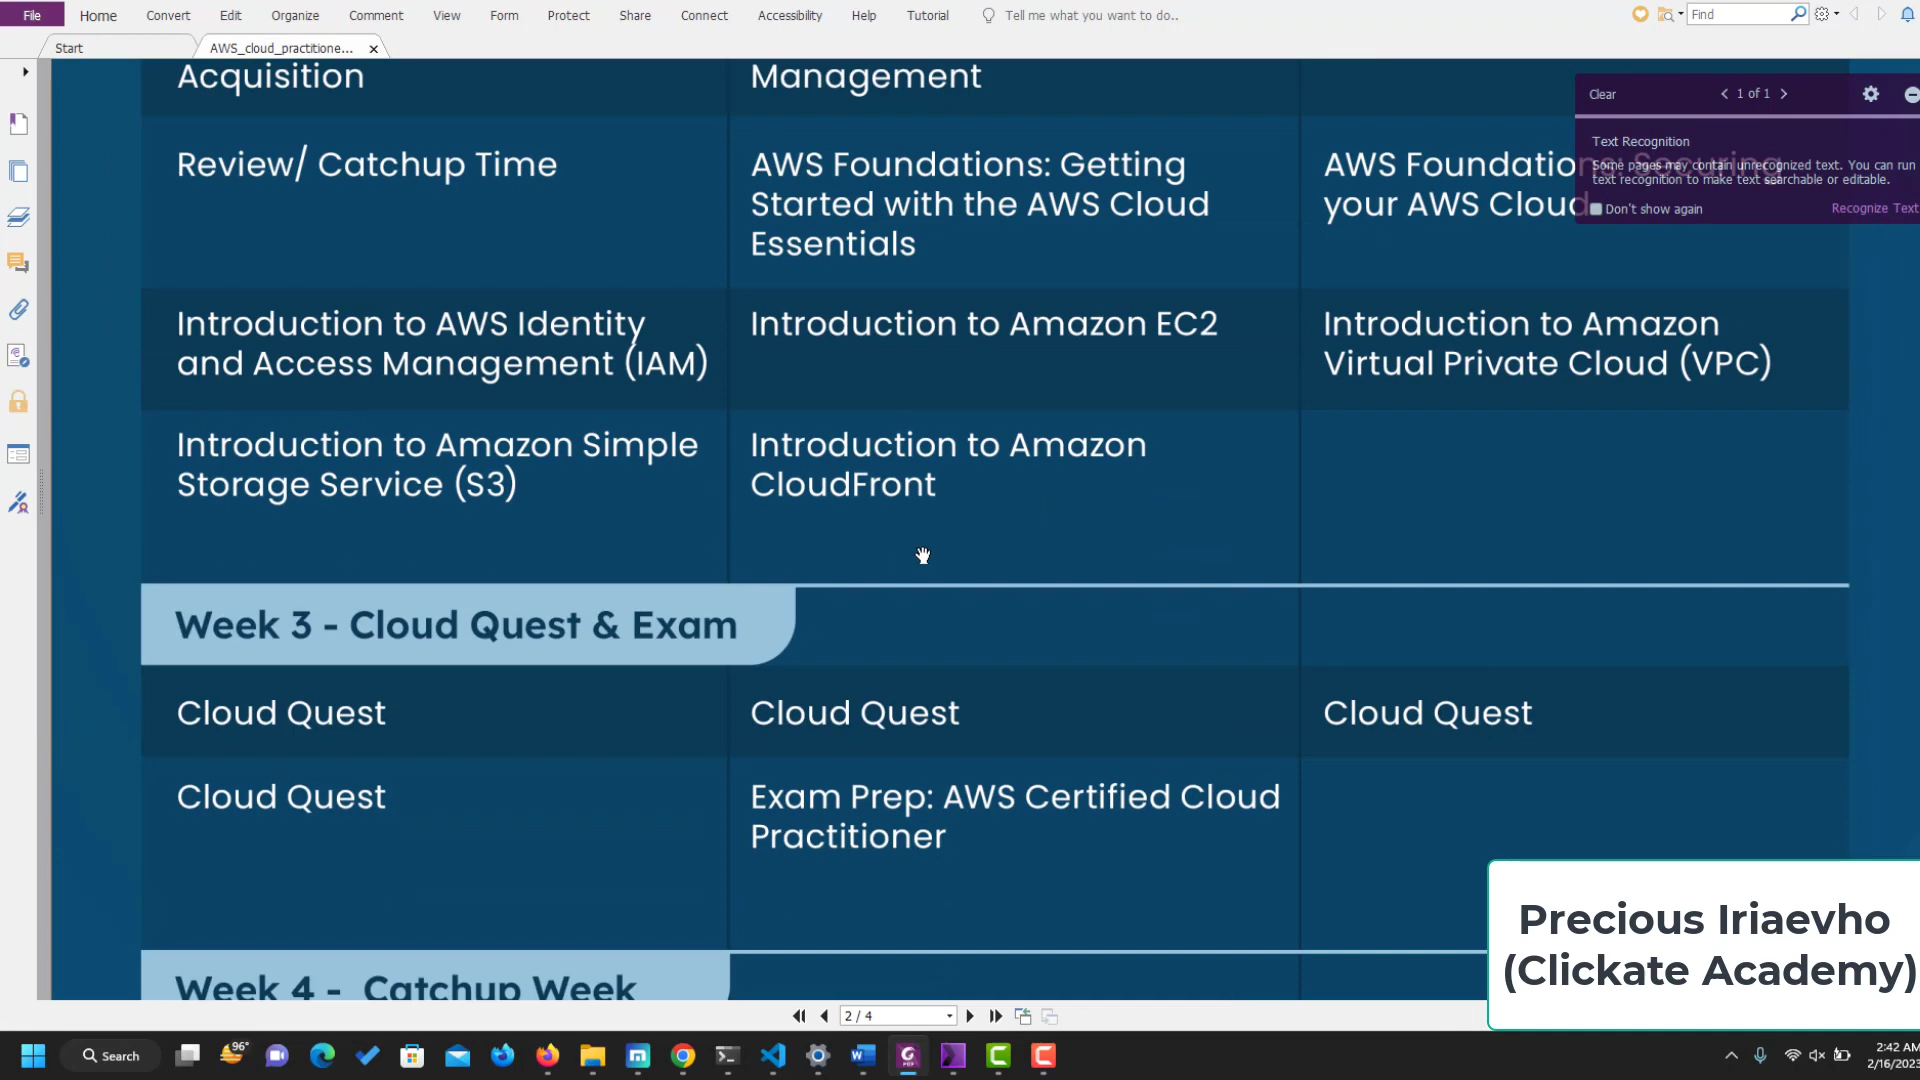 File Home Convert Edit Organize Comment View Form Protect Share Connect Accessibility Help Tutorial Tell me what you want to do.. Find
Start AWS_cloud_practitione...
Acquisition
Management
Clear 1 of 1
Text Recognition
Some pages may contain unrecognized text. You can run
text recognition to make text searchable or editable.
Don't show again Recognize Text
Review/ Catchup Time
AWS Foundations: Getting
Started with the AWS Cloud
Essentials
AWS Foundations: Securing
your AWS Cloud
Introduction to AWS Identity
and Access Management (IAM)
Introduction to Amazon EC2
Introduction to Amazon
Virtual Private Cloud (VPC)
Introduction to Amazon Simple
Storage Service (S3)
Introduction to Amazon
CloudFront
Week 3 - Cloud Quest & Exam
Cloud Quest
Cloud Quest
Cloud Quest
Cloud Quest
Exam Prep: AWS Certified Cloud
Practitioner
Week 4 - Catchup Week
Precious Iriaevho
(Clickate Academy)
2 / 4
Search
96°
2:42 AM
2/16/2023